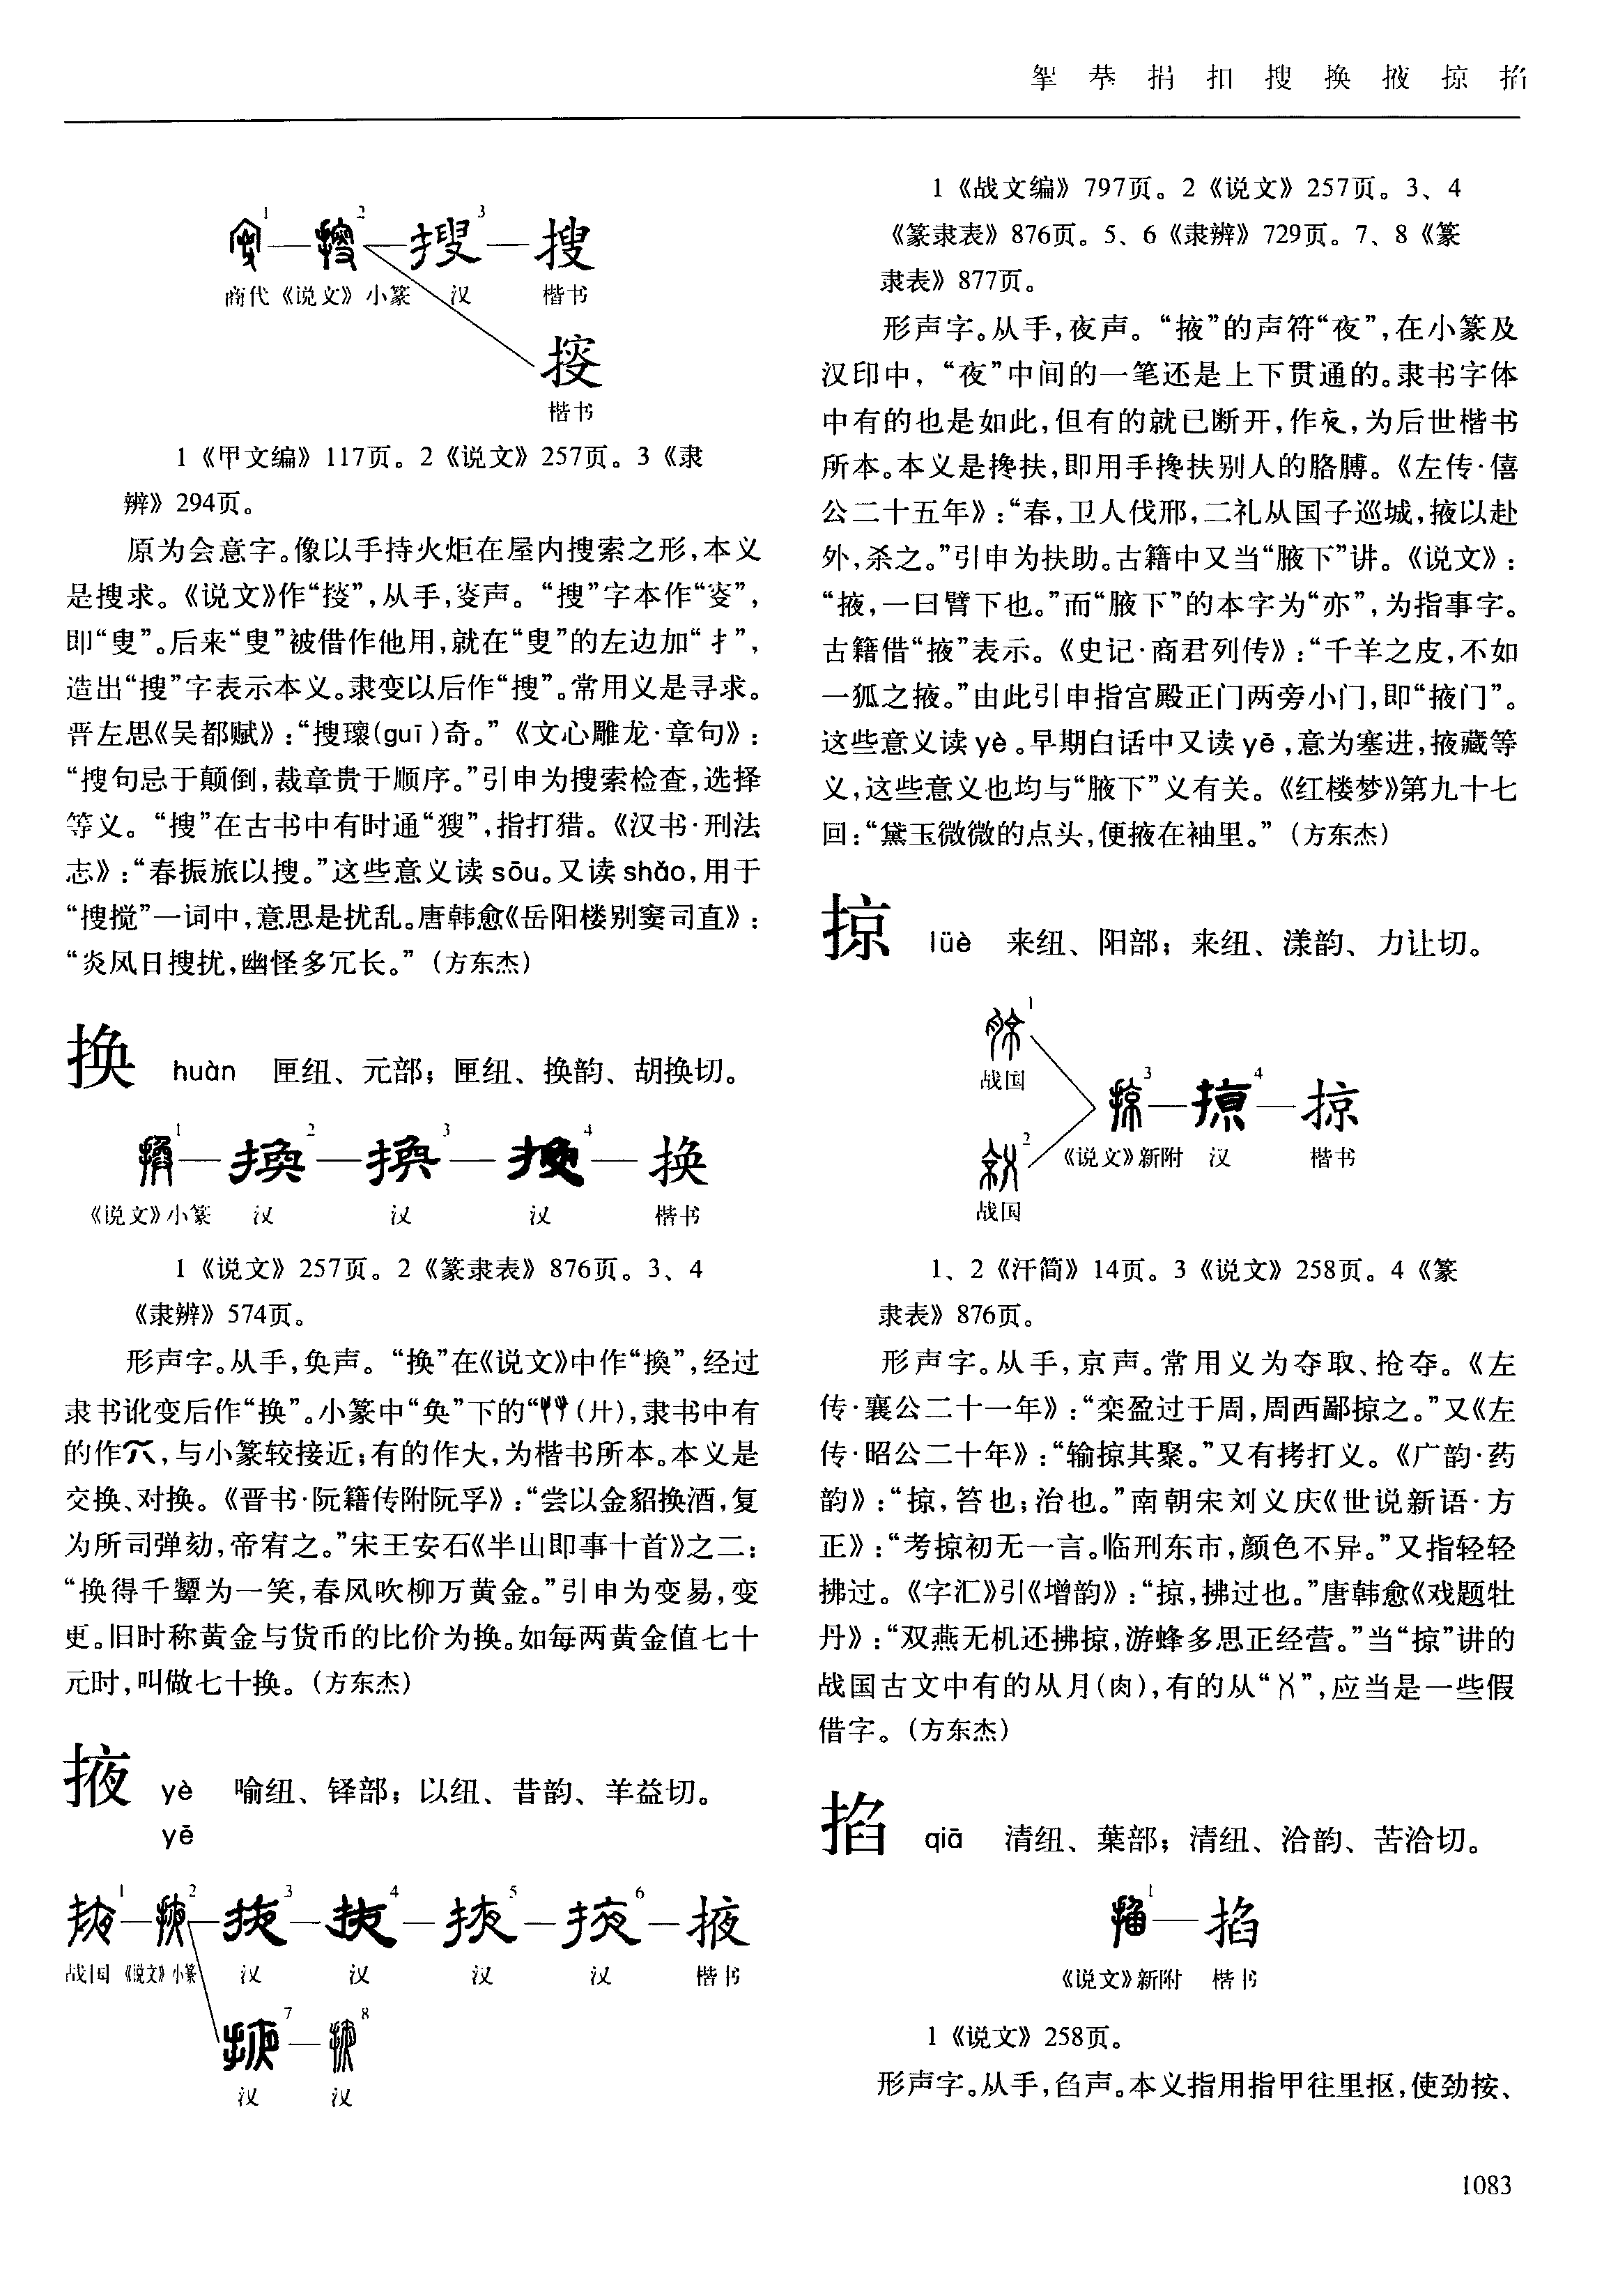 挐 拲 捐 扣 搜 换 掖 掠 掐
1 2 3
搜 — 搜
商代 《说文》小篆 汉 楷书
㨃
楷书
1《甲文编》117页。2《说文》257页。3《隶
辨》294页。
原为会意字。像以手持火炬在屋内搜索之形,本义
是搜求。《说文》作“㨃”,从手,叜声。“搜”字本作“叜”,
即“叟”。后来“叟”被借作他用,就在“叟”的左边加“扌”,
造出“搜”字表示本义。隶变以后作“搜”。常用义是寻求。
晋左思《吴都赋》:“搜瓌(guī)奇。”《文心雕龙·章句》:
“搜句忌于颠倒,裁章贵于顺序。”引申为搜索检查,选择
等义。“搜”在古书中有时通“獀”,指打猎。《汉书·刑法
志》:“春振旅以搜。”这些意义读 sōu。又读 shǎo,用于
“搜搅”一词中,意思是扰乱。唐韩愈《岳阳楼别窦司直》:
“炎风日搜扰,幽怪多冗长。”(方东杰)
换 huàn 匣纽、元部;匣纽、换韵、胡换切。
1 2 3 4
換 — 換 — 换 — 换
《说文》小篆 汉 汉 汉 楷书
1《说文》257页。2《篆隶表》876页。3、4
《隶辨》574页。
形声字。从手,奂声。“换”在《说文》中作“換”,经过
隶书讹变后作“换”。小篆中“奂”下的“(廾),隶书中有
的作,与小篆较接近;有的作大,为楷书所本。本义是
交换、对换。《晋书·阮籍传附阮孚》:“尝以金貂换酒,复
为所司弹劾,帝宥之。”宋王安石《半山即事十首》之二:
“换得千颦为一笑,春风吹柳万黄金。”引申为变易,变
更。旧时称黄金与货币的比价为换。如每两黄金值七十
元时,叫做七十换。(方东杰)
掖 yè 喻纽、铎部;以纽、昔韵、羊益切。
yē
1 2 3 4 5 6
掖 — 掖
战国 《说文》小篆 汉 汉 汉 汉 楷书
7 8
汉 汉
1《战文编》797页。2《说文》257页。3、4
《篆隶表》876页。5、6《隶辨》729页。7、8《篆
隶表》877页。
形声字。从手,夜声。“掖”的声符“夜”,在小篆及
汉印中,“夜”中间的一笔还是上下贯通的。隶书字体
中有的也是如此,但有的就已断开,作,为后世楷书
所本。本义是搀扶,即用手搀扶别人的胳膊。《左传·僖
公二十五年》:“春,卫人伐邢,二礼从国子巡城,掖以赴
外,杀之。”引申为扶助。古籍中又当“腋下”讲。《说文》:
“掖,一曰臂下也。”而“腋下”的本字为“亦”,为指事字。
古籍借“掖”表示。《史记·商君列传》:“千羊之皮,不如
一狐之掖。”由此引申指宫殿正门两旁小门,即“掖门”。
这些意义读 yè。早期白话中又读 yē,意为塞进,掖藏等
义,这些意义也均与“腋下”义有关。《红楼梦》第九十七
回:“黛玉微微的点头,便掖在袖里。”(方东杰)
掠 lüè 来纽、阳部;来纽、漾韵、力让切。
1
战国
3 4
掠 — 掠 — 掠
2
《说文》新附 汉 楷书
战国
1、2《汗简》14页。3《说文》258页。4《篆
隶表》876页。
形声字。从手,京声。常用义为夺取、抢夺。《左
传·襄公二十一年》:“栾盈过于周,周西鄙掠之。”又《左
传·昭公二十年》:“输掠其聚。”又有拷打义。《广韵·药
韵》:“掠,笞也;治也。”南朝宋刘义庆《世说新语·方
正》:“考掠初无一言。临刑东市,颜色不异。”又指轻轻
拂过。《字汇》引《增韵》:“掠,拂过也。”唐韩愈《戏题牡
丹》:“双燕无机还拂掠,游蜂多思正经营。”当“掠”讲的
战国古文中有的从月(肉),有的从“”,应当是一些假
借字。(方东杰)
掐 qiā 清纽、葉部;清纽、洽韵、苦洽切。
1
掐 — 掐
《说文》新附 楷书
1《说文》258页。
形声字。从手,臽声。本义指用指甲往里抠,使劲按、
1083